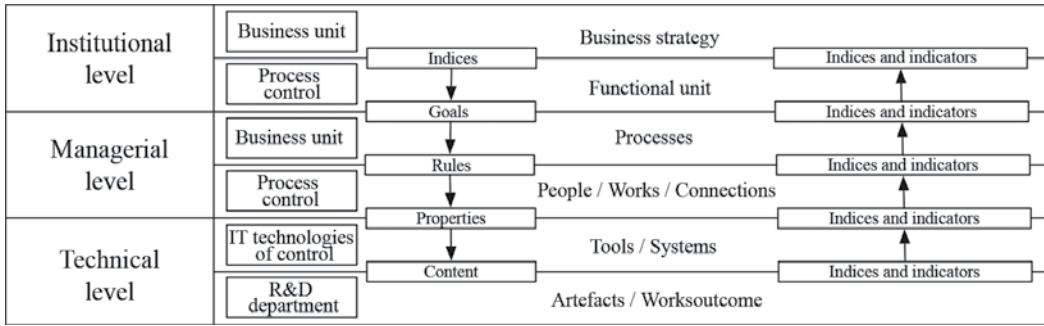 Institutional
level
Business unit
Business strategy
Indices
Indices and indicators
Process
control
Functional unit
Goals
Indices and indicators
Managerial
level
Business unit
Processes
Rules
Indices and indicators
Process
control
People / Works / Connections
Properties
Indices and indicators
Technical
level
IT technologies
of control
Tools / Systems
Content
Indices and indicators
R&D
department
Artefacts / Worksoutcome